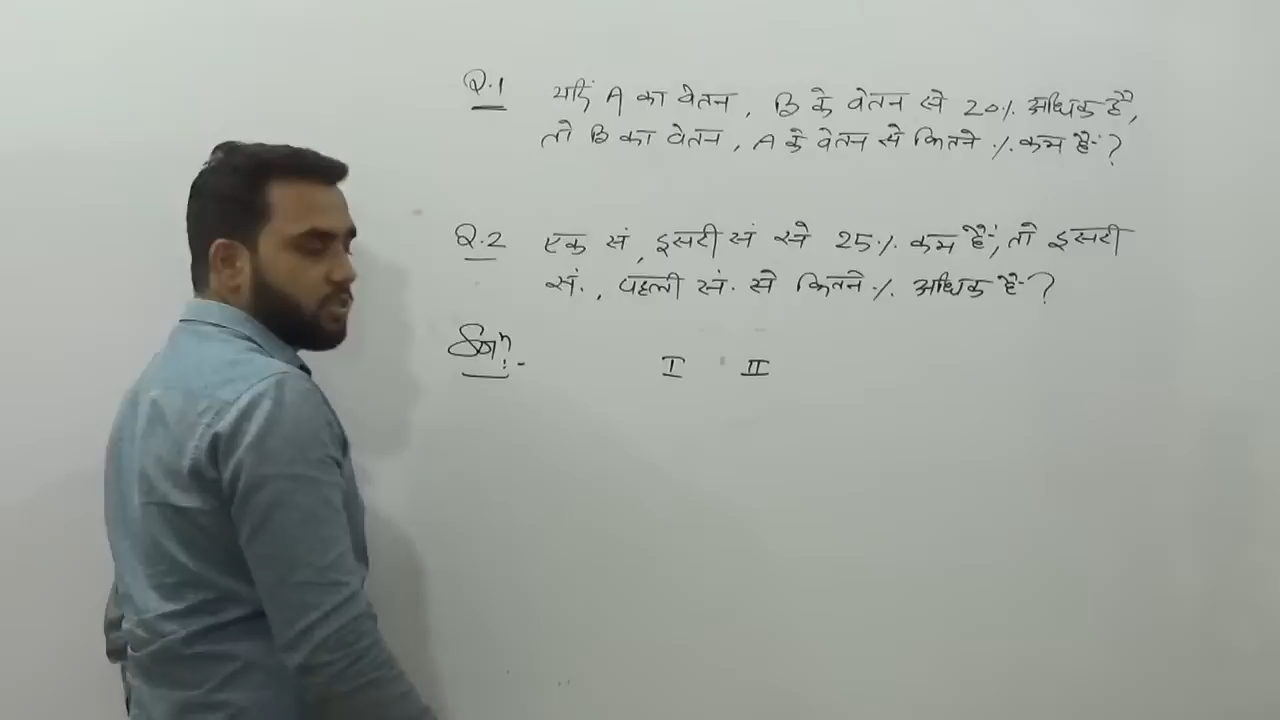 Q.1 यदि A का वेतन, B के वेतन से 20% अधिक है,
तो B का वेतन, A के वेतन से कितने % कम है ?
Q.2 एक सं, दुसरी सं से 25% कम है, तो दुसरी
सं., पहली सं. से कितने % अधिक है ?
Solⁿ:-
I II